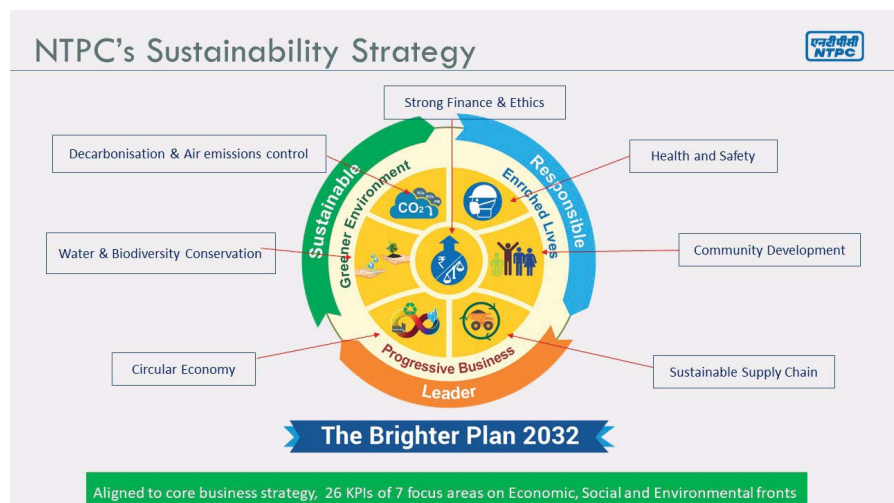 NTPC's Sustainability Strategy
एनटीपीसी
NTPC
Strong Finance & Ethics
Decarbonisation & Air emissions control
Health and Safety
Water & Biodiversity Conservation
Community Development
Circular Economy
Sustainable Supply Chain
Sustainable
Responsible
Leader
Greener Environment
Enriched Lives
Progressive Business
CO2
₹
The Brighter Plan 2032
Aligned to core business strategy, 26 KPIs of 7 focus areas on Economic, Social and Environmental fronts